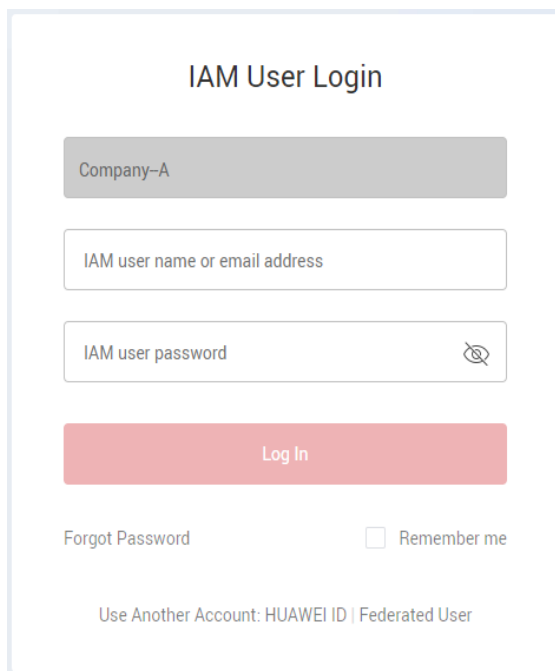 IAM User Login
Company–A
IAM user name or email address
IAM user password
Log In
Forgot Password Remember me
Use Another Account: HUAWEI ID | Federated User